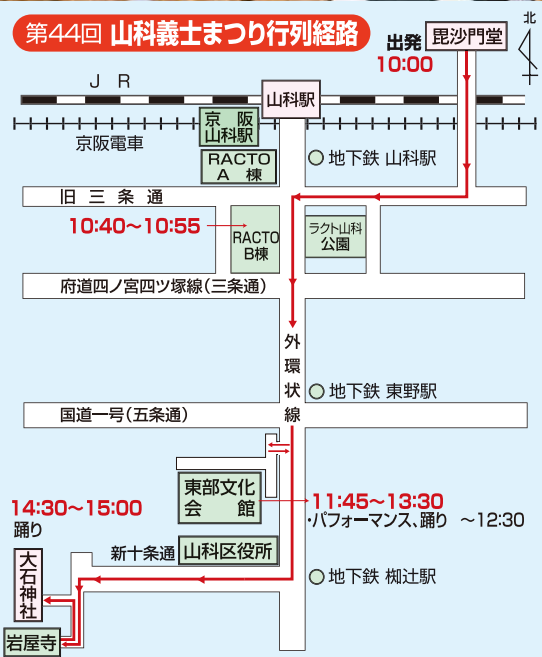 第44回 山科義士まつり行列経路
北
出発
毘沙門堂
10:00
JR
山科駅
京阪
山科駅
京阪電車
RACTO
A 棟
地下鉄 山科駅
旧三条通
10:40〜10:55
RACTO
B棟
ラクト山科
公園
府道四ノ宮四ツ塚線(三条通)
外環状線
地下鉄 東野駅
国道一号(五条通)
東部文化
会館
11:45〜13:30
・パフォーマンス、踊り 〜12:30
14:30〜15:00
踊り
新十条通
山科区役所
大石神社
地下鉄 椥辻駅
岩屋寺